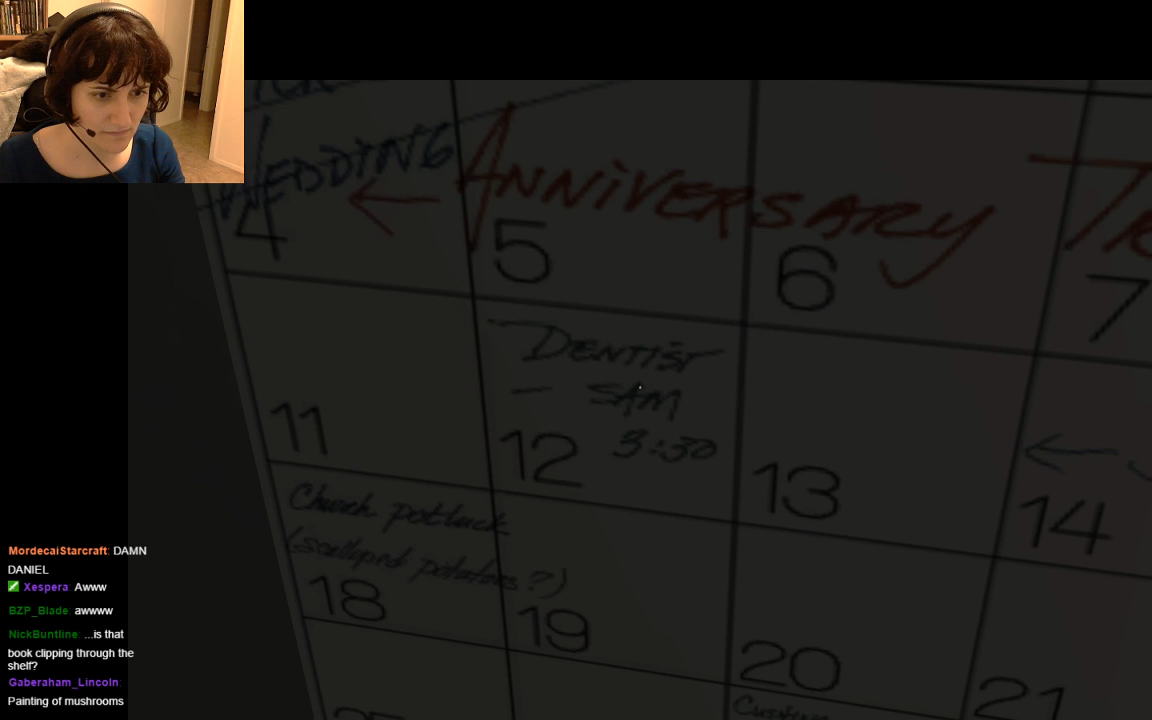 WEDDING
← ANNIVERSARY
4
5
6
7
DENTIST
- SAM
3:30
11
12
13
14
Church potluck
(scalloped potatoes?)
18
19
20
21
MordecaiStarcraft: DAMN
DANIEL
Xespera: Awww
BZP_Blade: awwww
NickBuntline: ...is that
book clipping through the
shelf?
Gaberaham_Lincoln:
Painting of mushrooms